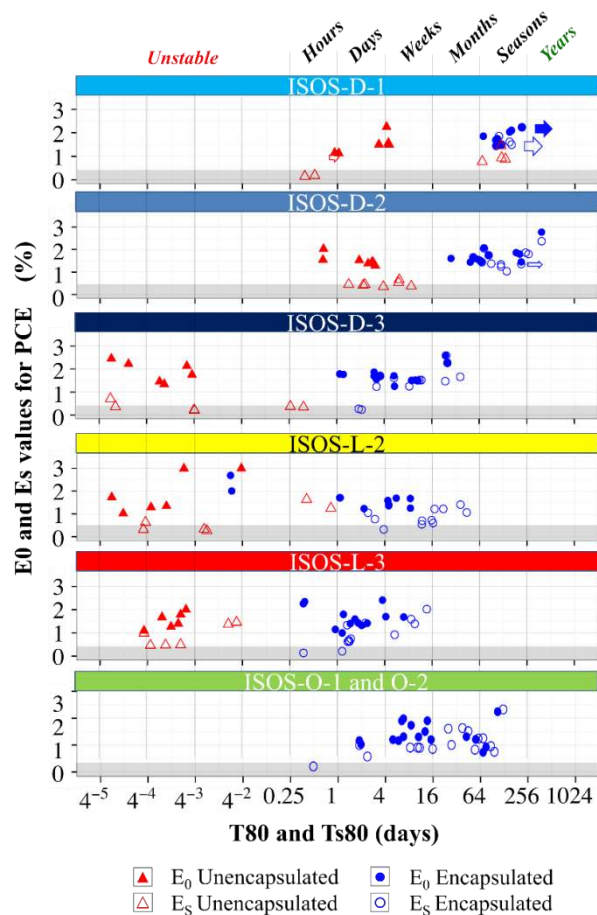 Unstable Hours Days Weeks Months Seasons Years
ISOS-D-1
3
2
1
0
ISOS-D-2
3
2
1
0
ISOS-D-3
3
2
1
0
ISOS-L-2
3
2
1
0
ISOS-L-3
3
2
1
0
ISOS-O-1 and O-2
3
2
1
0
E0 and Es values for PCE (%)
4⁻⁵ 4⁻⁴ 4⁻³ 4⁻² 0.25 1 4 16 64 256 1024
T80 and Ts80 (days)
E₀ Unencapsulated E₀ Encapsulated
E_S Unencapsulated E_S Encapsulated